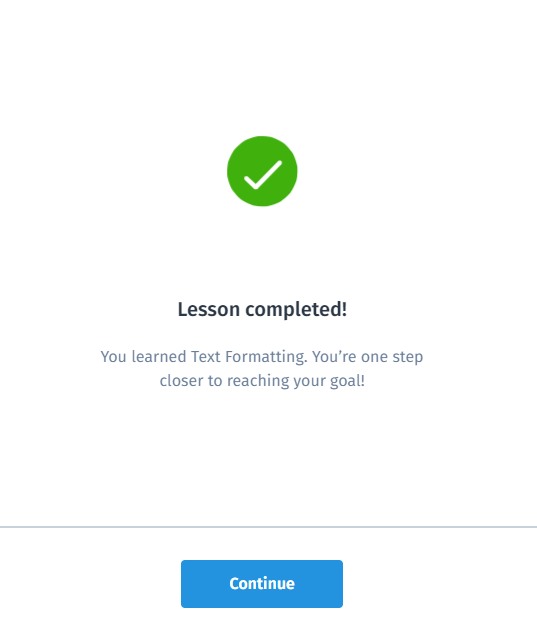 Lesson completed!
You learned Text Formatting. You’re one step
closer to reaching your goal!
Continue